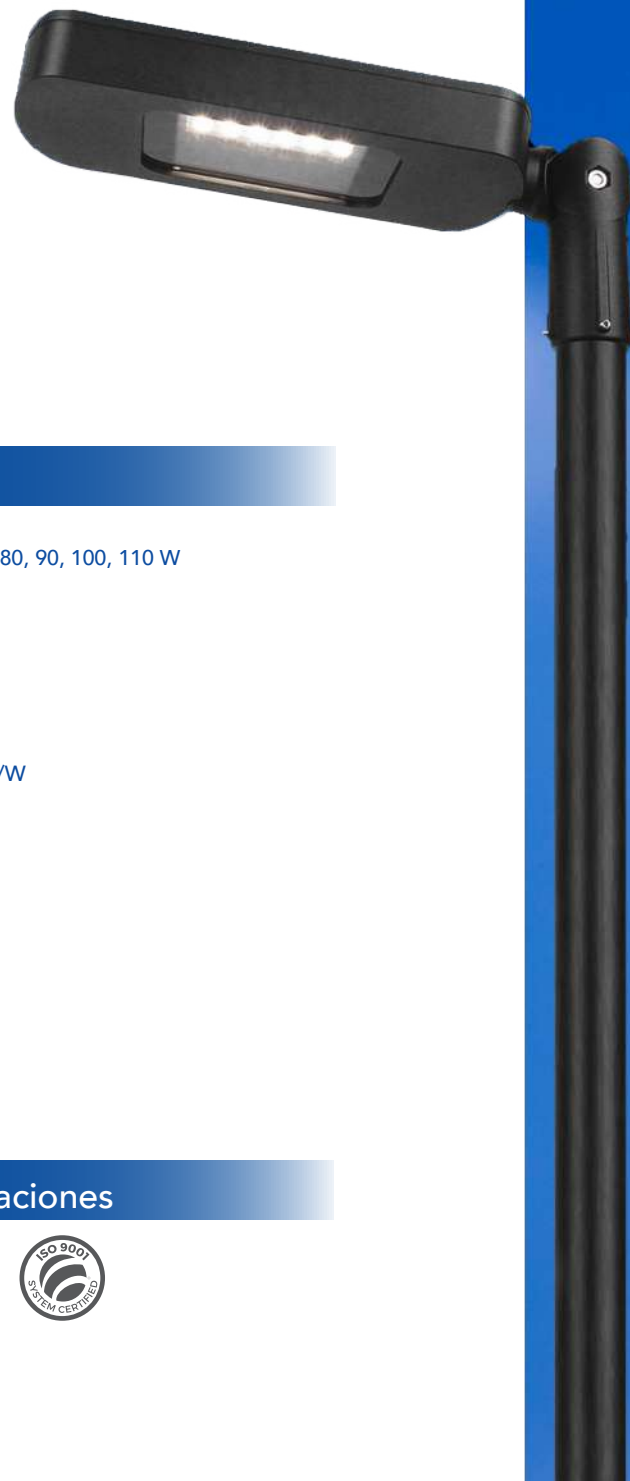 80, 90, 100, 110 W
/W
aciones
ISO 9001
SYSTEM CERTIFIED